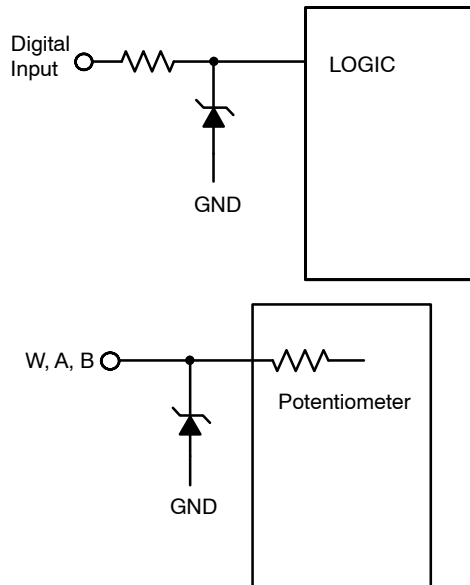 Digital
Input
LOGIC
GND
W, A, B
Potentiometer
GND